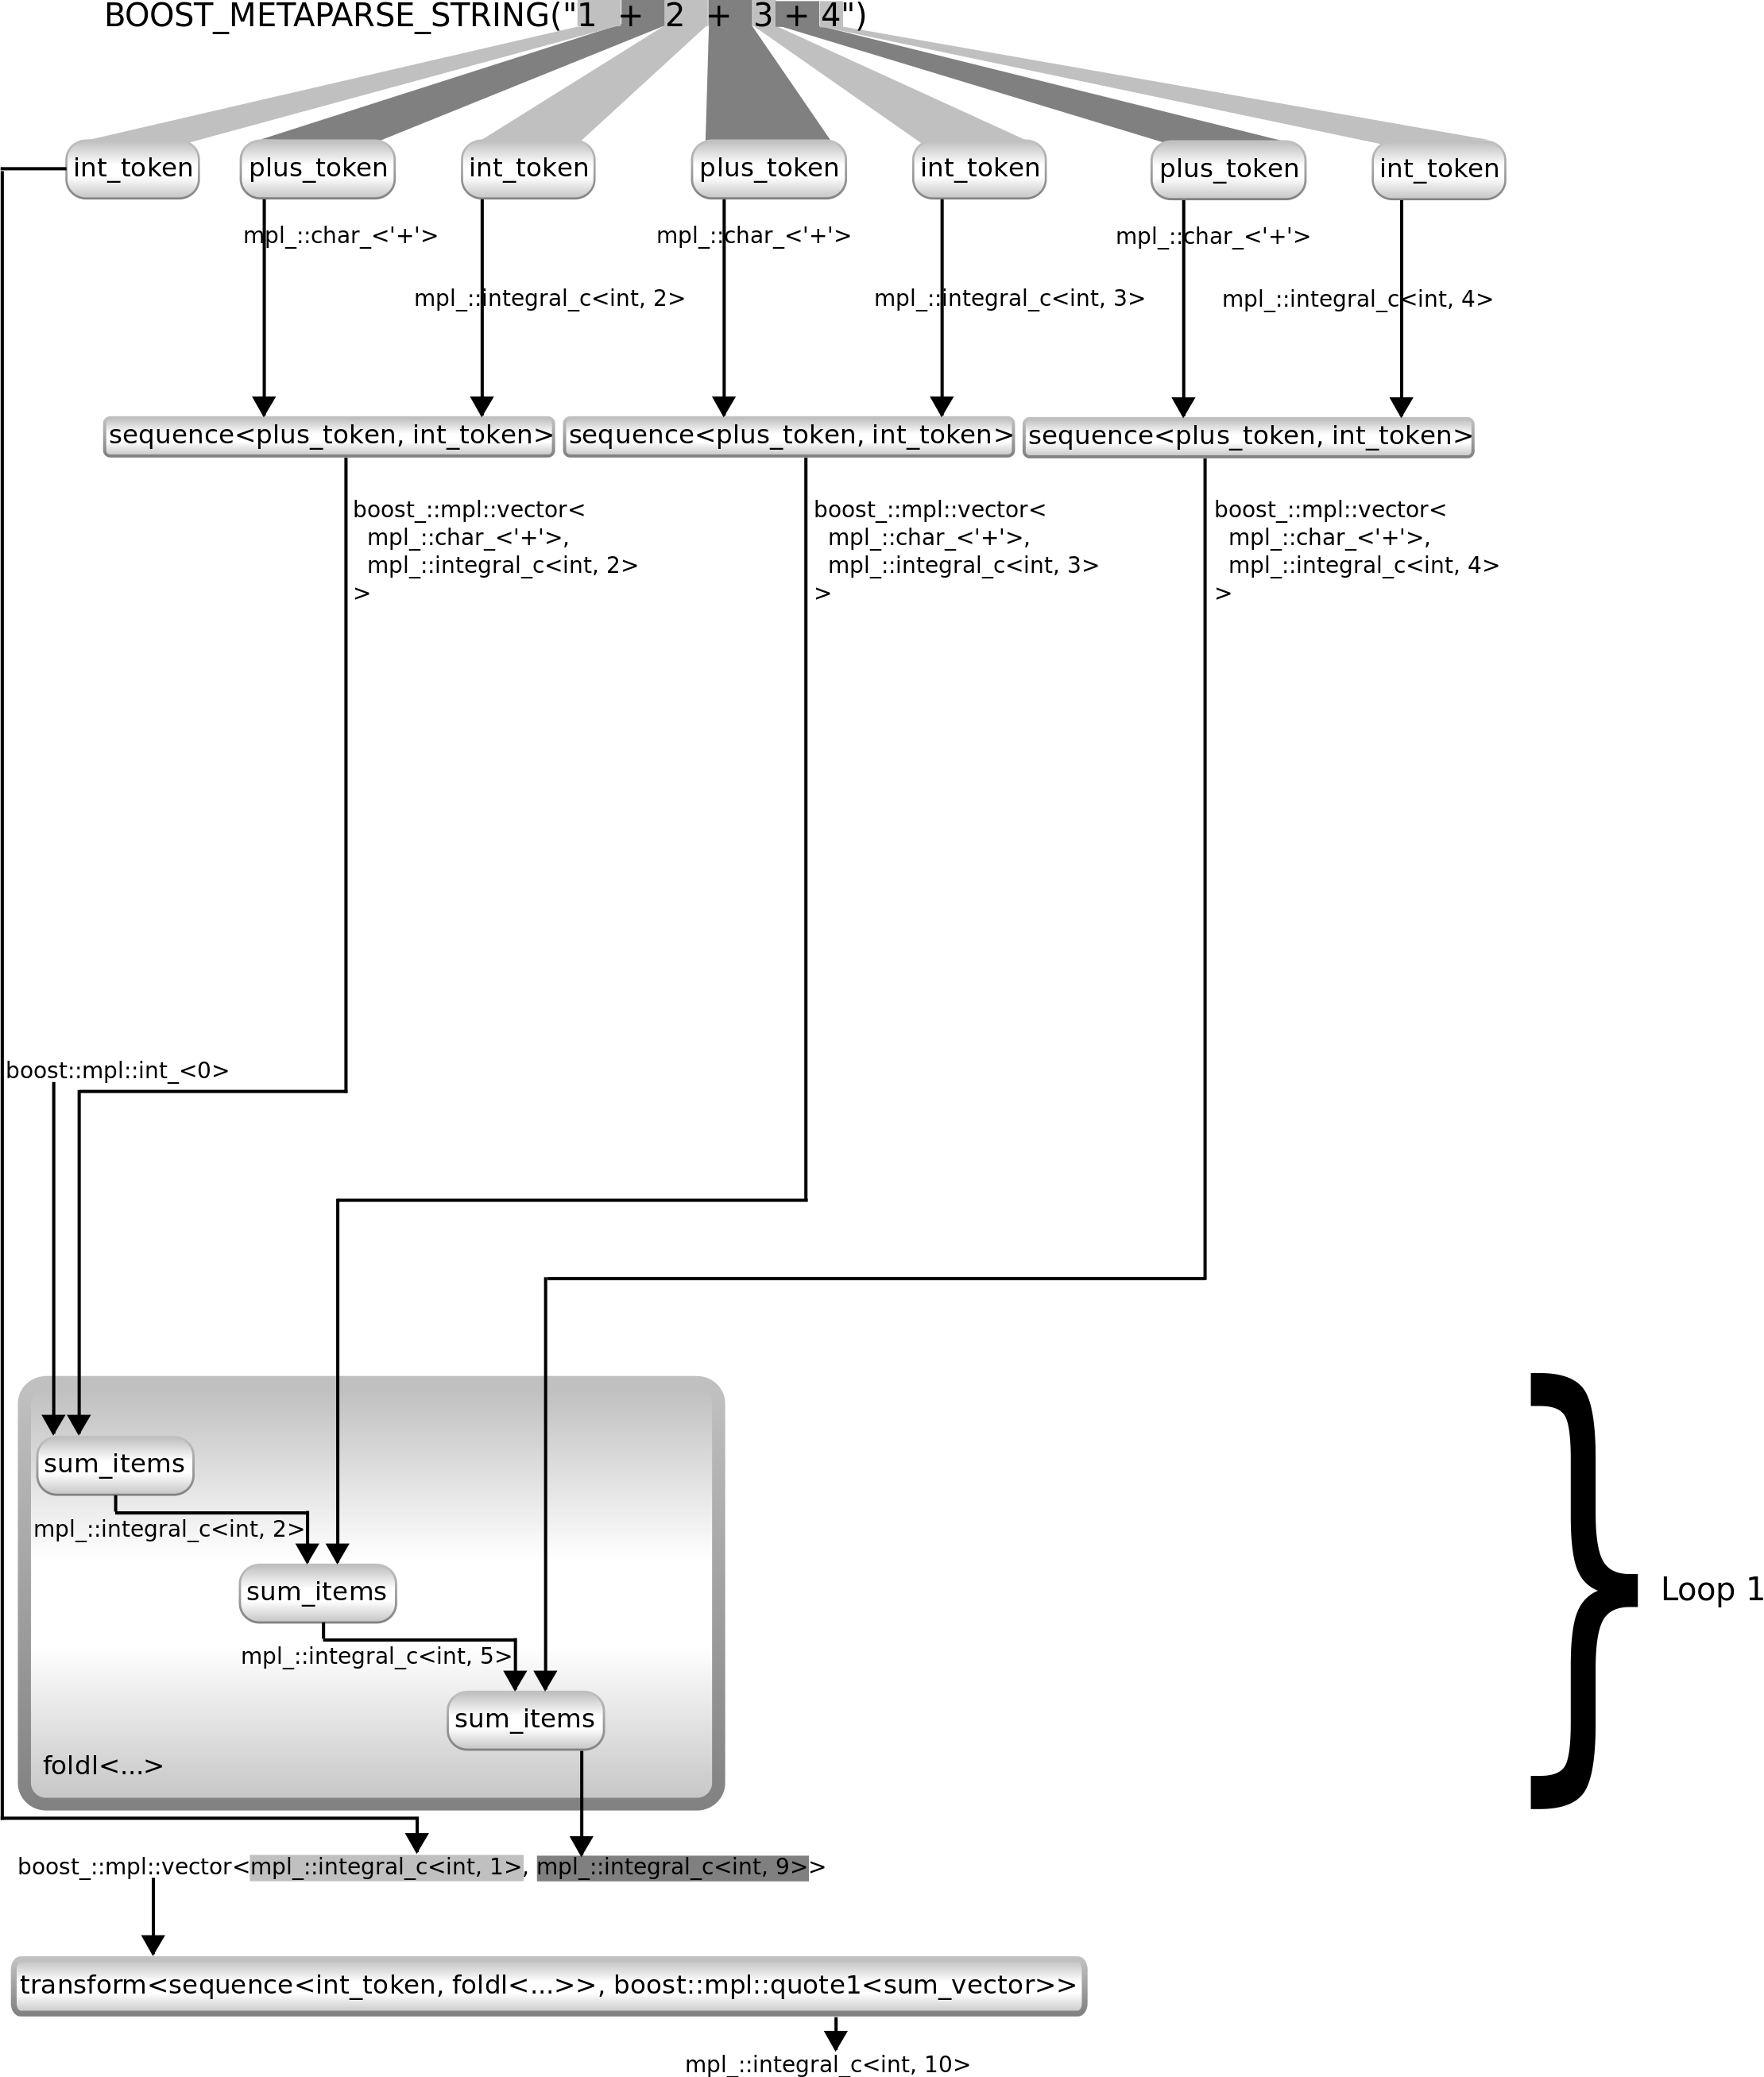 BOOST_METAPARSE_STRING("1 + 2 + 3 + 4")
int_token plus_token int_token plus_token int_token plus_token int_token
mpl_::char_<'+'> mpl_::char_<'+'> mpl_::char_<'+'>
mpl_::integral_c<int, 2> mpl_::integral_c<int, 3> mpl_::integral_c<int, 4>
sequence<plus_token, int_token> sequence<plus_token, int_token> sequence<plus_token, int_token>
boost_::mpl::vector< boost_::mpl::vector< boost_::mpl::vector<
mpl_::char_<'+'>, mpl_::char_<'+'>, mpl_::char_<'+'>,
mpl_::integral_c<int, 2> mpl_::integral_c<int, 3> mpl_::integral_c<int, 4>
> > >
boost::mpl::int_<0>
sum_items
mpl_::integral_c<int, 2>
sum_items
Loop 1
mpl_::integral_c<int, 5>
sum_items
foldl<...>
boost_::mpl::vector<mpl_::integral_c<int, 1>, mpl_::integral_c<int, 9>>
transform<sequence<int_token, foldl<...>>, boost::mpl::quote1<sum_vector>>
mpl_::integral_c<int, 10>